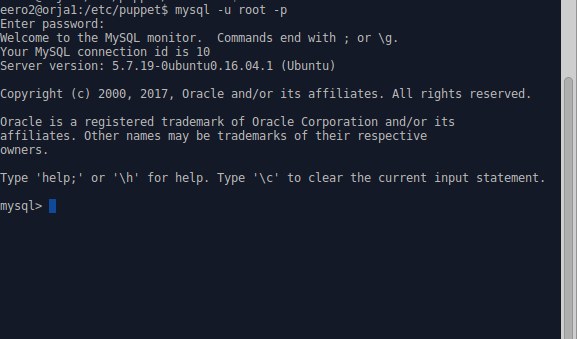 eero2@orja1:/etc/puppet$ mysql -u root -p
Enter password:
Welcome to the MySQL monitor.  Commands end with ; or \g.
Your MySQL connection id is 10
Server version: 5.7.19-0ubuntu0.16.04.1 (Ubuntu)
Copyright (c) 2000, 2017, Oracle and/or its affiliates. All rights reserved.
Oracle is a registered trademark of Oracle Corporation and/or its
affiliates. Other names may be trademarks of their respective
owners.
Type 'help;' or '\h' for help. Type '\c' to clear the current input statement.
mysql>